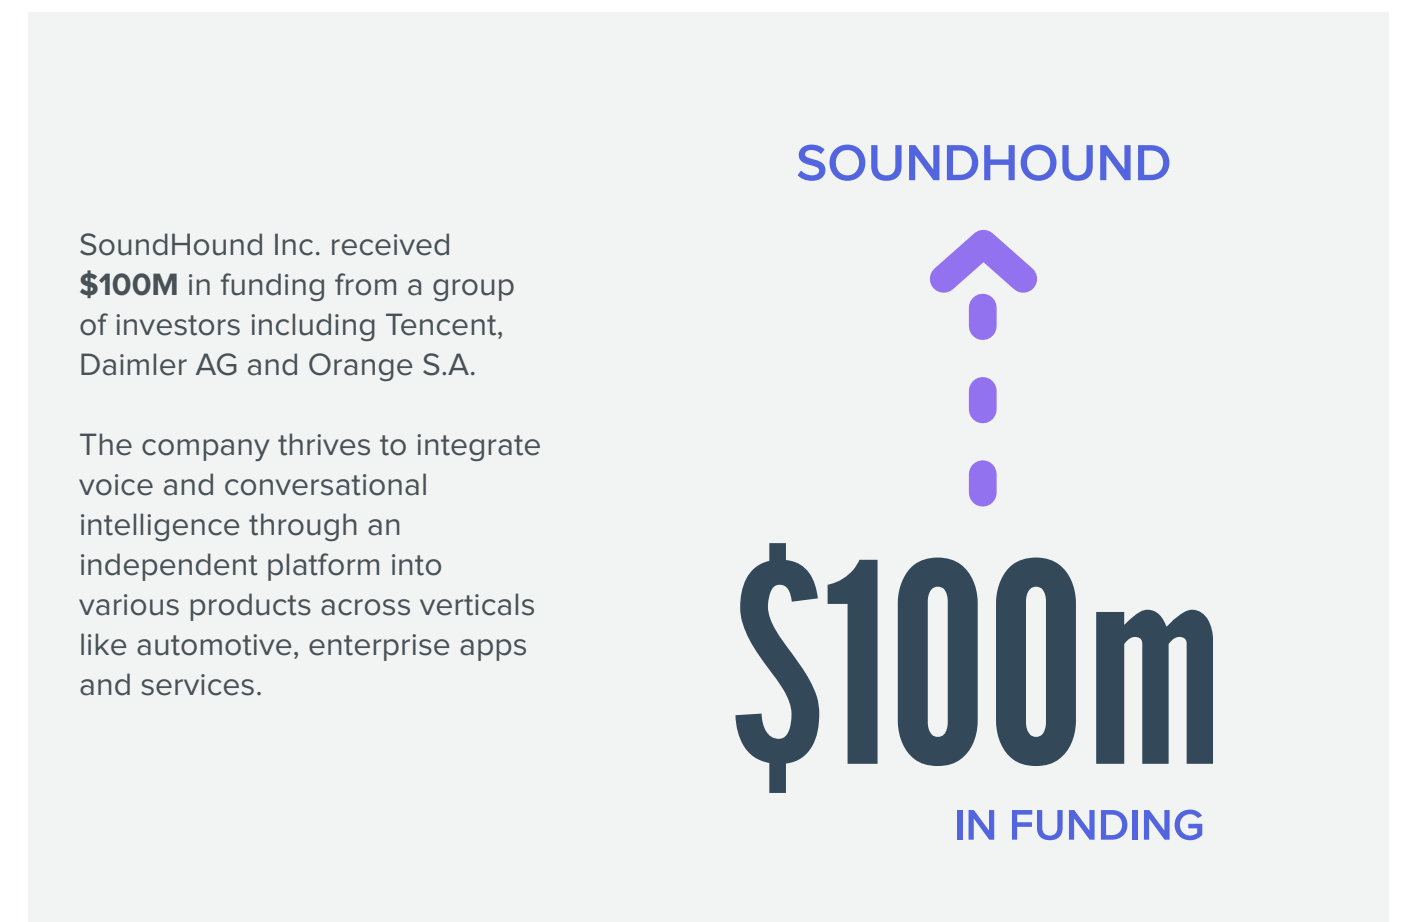 SoundHound Inc. received
$100M in funding from a group
of investors including Tencent,
Daimler AG and Orange S.A.
The company thrives to integrate
voice and conversational
intelligence through an
independent platform into
various products across verticals
like automotive, enterprise apps
and services.
SOUNDHOUND
$100m
IN FUNDING